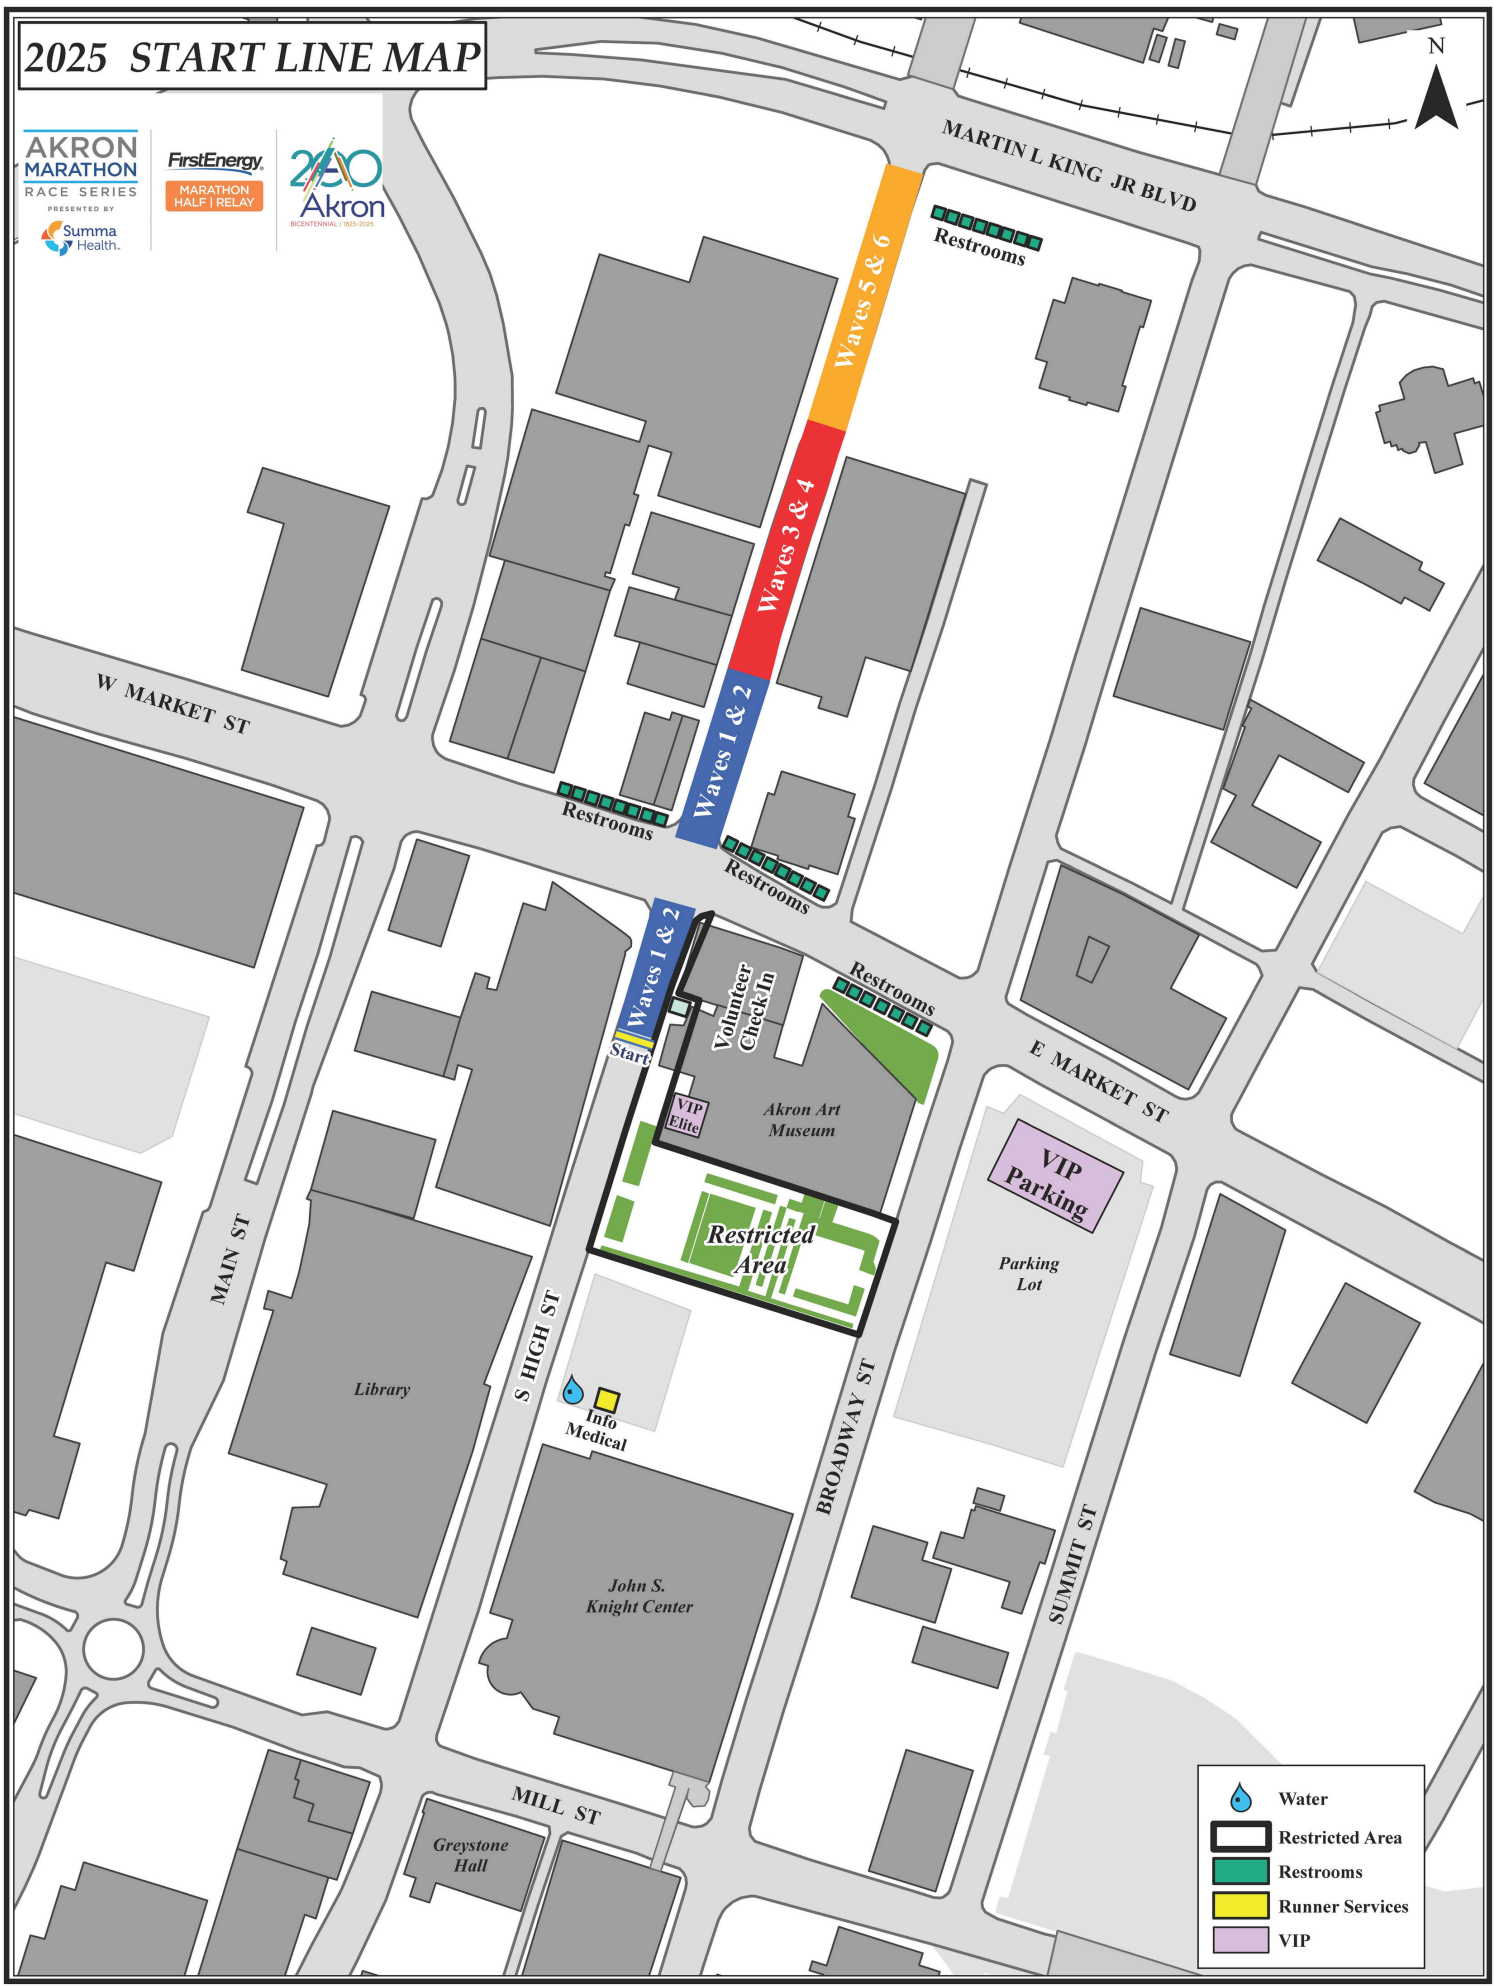 2025 START LINE MAP
N
AKRON
MARATHON
RACE SERIES
PRESENTED BY
Summa
Health.
FirstEnergy
MARATHON
HALF | RELAY
200
Akron
BICENTENNIAL | 1825-2025
MARTIN L KING JR BLVD
Restrooms
Waves 5 & 6
Waves 3 & 4
Waves 1 & 2
W MARKET ST
Restrooms
Restrooms
Waves 1 & 2
Restrooms
Volunteer
Check In
Start
E MARKET ST
VIP
Elite
Akron Art
Museum
VIP
Parking
Restricted
Area
Parking
Lot
MAIN ST
S HIGH ST
Library
Info
Medical
BROADWAY ST
SUMMIT ST
John S.
Knight Center
MILL ST
Greystone
Hall
Water
Restricted Area
Restrooms
Runner Services
VIP